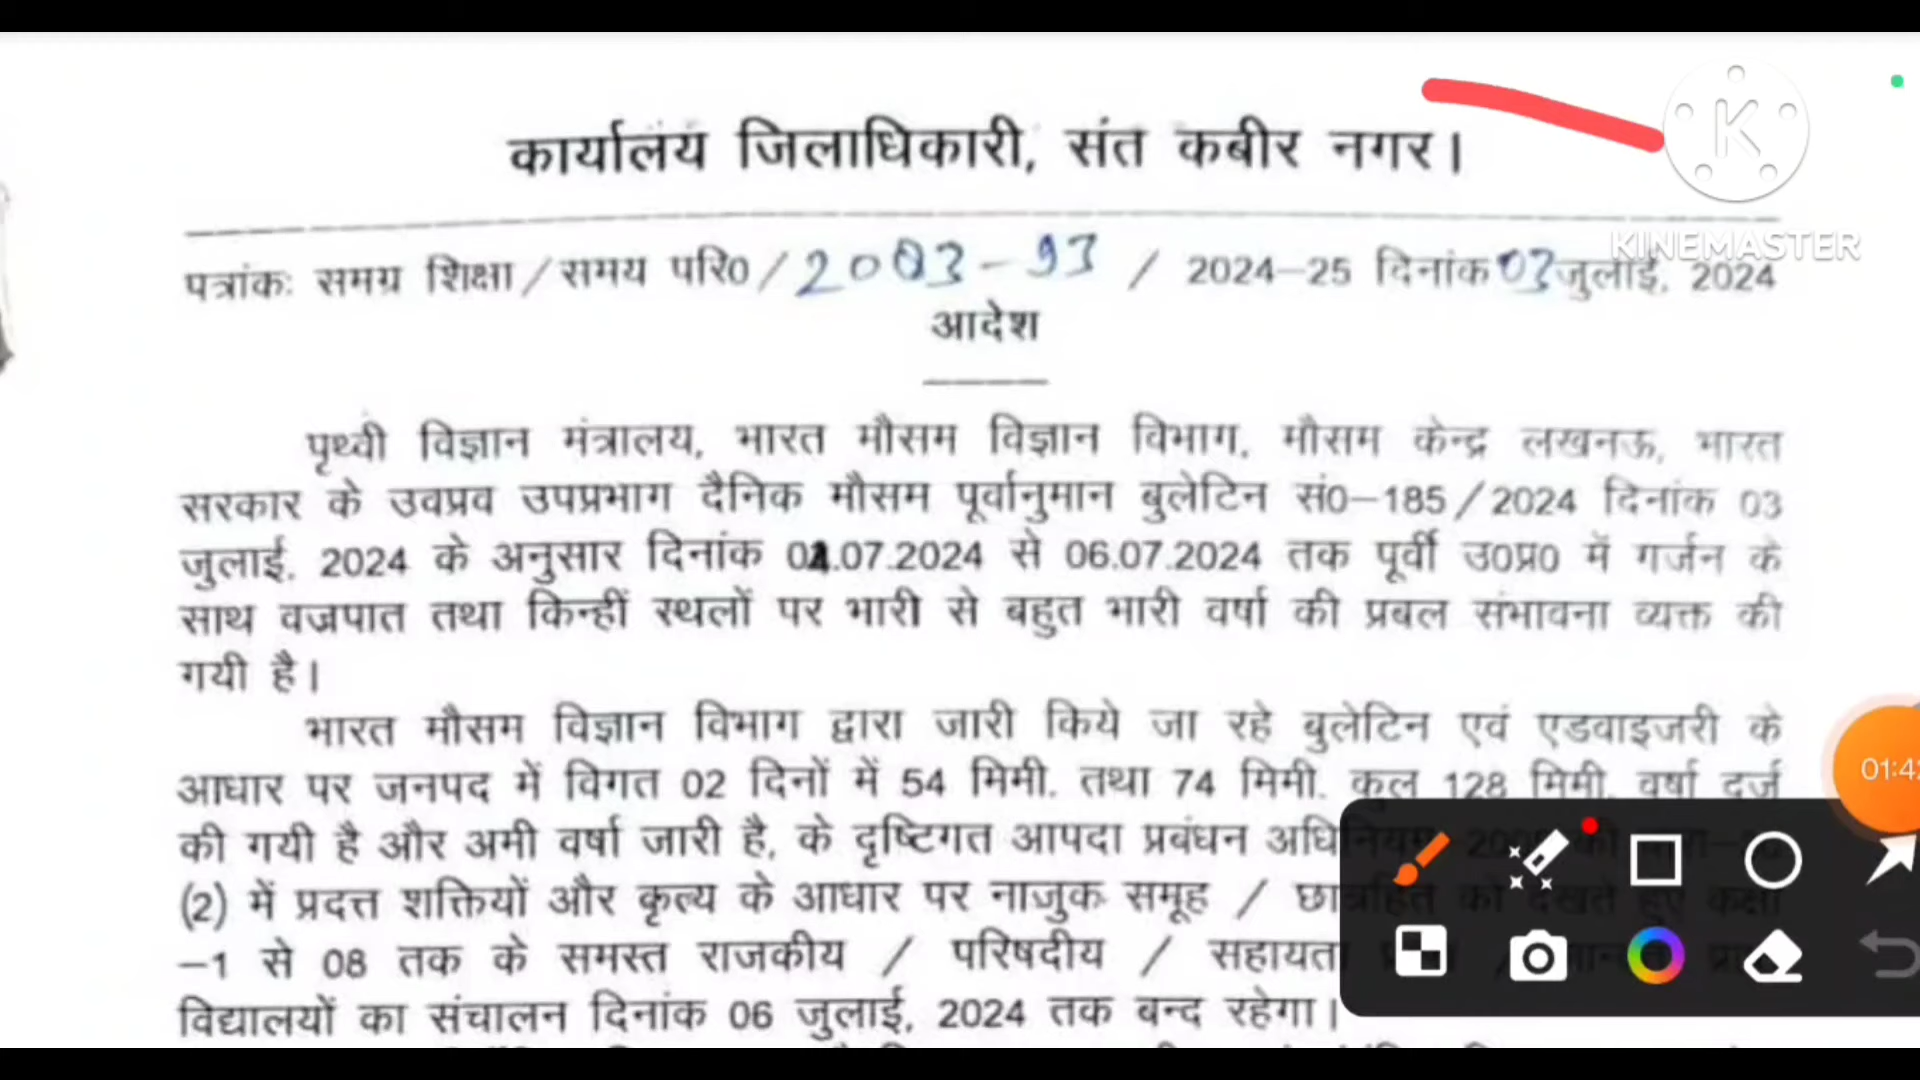 कार्यालय जिलाधिकारी, संत कबीर नगर।
KINEMASTER
पत्रांकः समग्र शिक्षा/समय परि0/2003-93 / 2024-25 दिनांक 03 जुलाई, 2024
आदेश
पृथ्वी विज्ञान मंत्रालय, भारत मौसम विज्ञान विभाग, मौसम केन्द्र लखनऊ, भारत
सरकार के उवप्रव उपप्रभाग दैनिक मौसम पूर्वानुमान बुलेटिन सं0-185/2024 दिनांक 03
जुलाई, 2024 के अनुसार दिनांक 04.07.2024 से 06.07.2024 तक पूर्वी उ0प्र0 में गर्जन के
साथ वज्रपात तथा किन्हीं स्थलों पर भारी से बहुत भारी वर्षा की प्रबल संभावना व्यक्त की
गयी है।
भारत मौसम विज्ञान विभाग द्वारा जारी किये जा रहे बुलेटिन एवं एडवाइजरी के
आधार पर जनपद में विगत 02 दिनों में 54 मिमी. तथा 74 मिमी. कुल 128 मिमी. वर्षा दर्ज
की गयी है और अमी वर्षा जारी है, के दृष्टिगत आपदा प्रबंधन अधिनियम
(2) में प्रदत्त शक्तियों और कृत्य के आधार पर नाजुक समूह / छात्रहित को देखते हुए कक्षा
-1 से 08 तक के समस्त राजकीय / परिषदीय / सहायता
विद्यालयों का संचालन दिनांक 06 जुलाई, 2024 तक बन्द रहेगा।
01:4